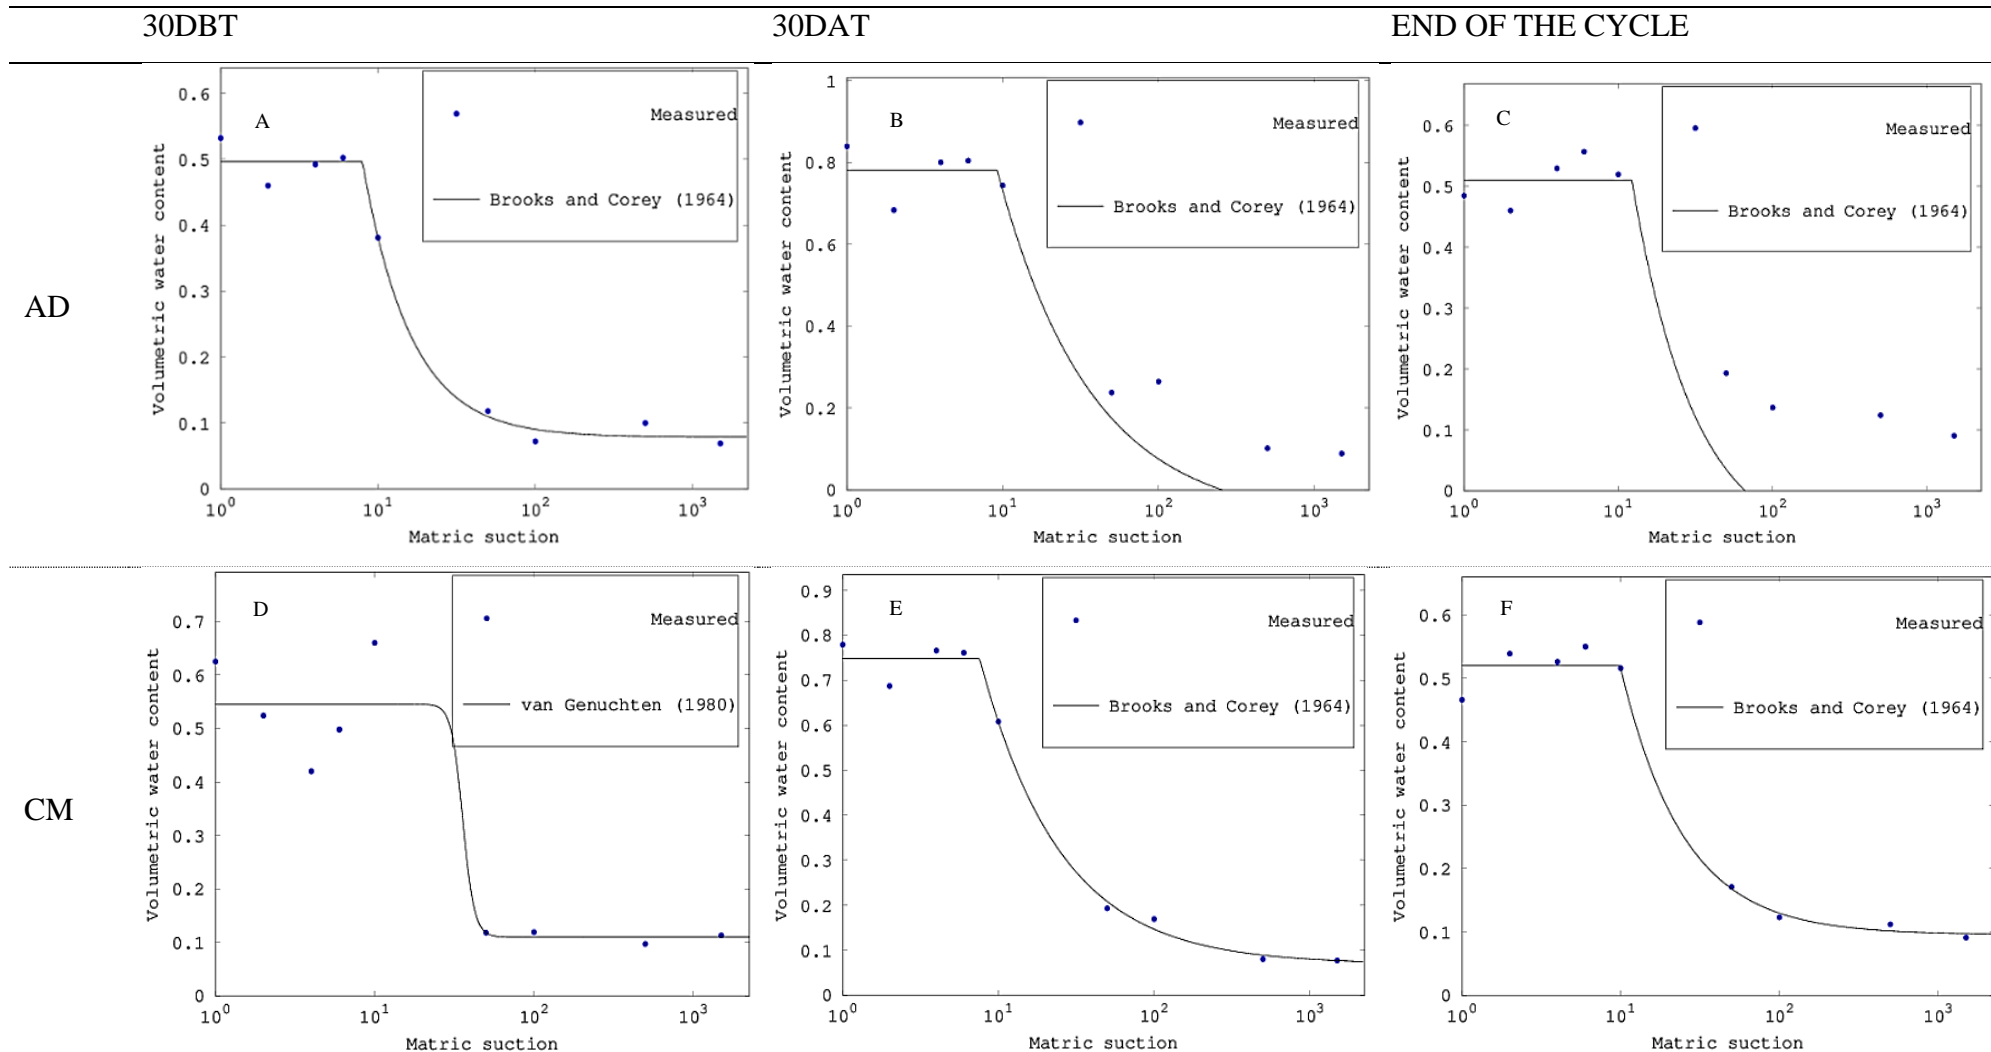 30DBT 30DAT END OF THE CYCLE
AD
A
Measured
Brooks and Corey (1964)
Volumetric water content
0.6
0.5
0.4
0.3
0.2
0.1
0
10^0 10^1 10^2 10^3
Matric suction
B
Measured
Brooks and Corey (1964)
Volumetric water content
1
0.8
0.6
0.4
0.2
0
10^0 10^1 10^2 10^3
Matric suction
C
Measured
Brooks and Corey (1964)
Volumetric water content
0.6
0.5
0.4
0.3
0.2
0.1
0
10^0 10^1 10^2 10^3
Matric suction
CM
D
Measured
van Genuchten (1980)
Volumetric water content
0.7
0.6
0.5
0.4
0.3
0.2
0.1
0
10^0 10^1 10^2 10^3
Matric suction
E
Measured
Brooks and Corey (1964)
Volumetric water content
0.9
0.8
0.7
0.6
0.5
0.4
0.3
0.2
0.1
0
10^0 10^1 10^2 10^3
Matric suction
F
Measured
Brooks and Corey (1964)
Volumetric water content
0.6
0.5
0.4
0.3
0.2
0.1
0
10^0 10^1 10^2 10^3
Matric suction